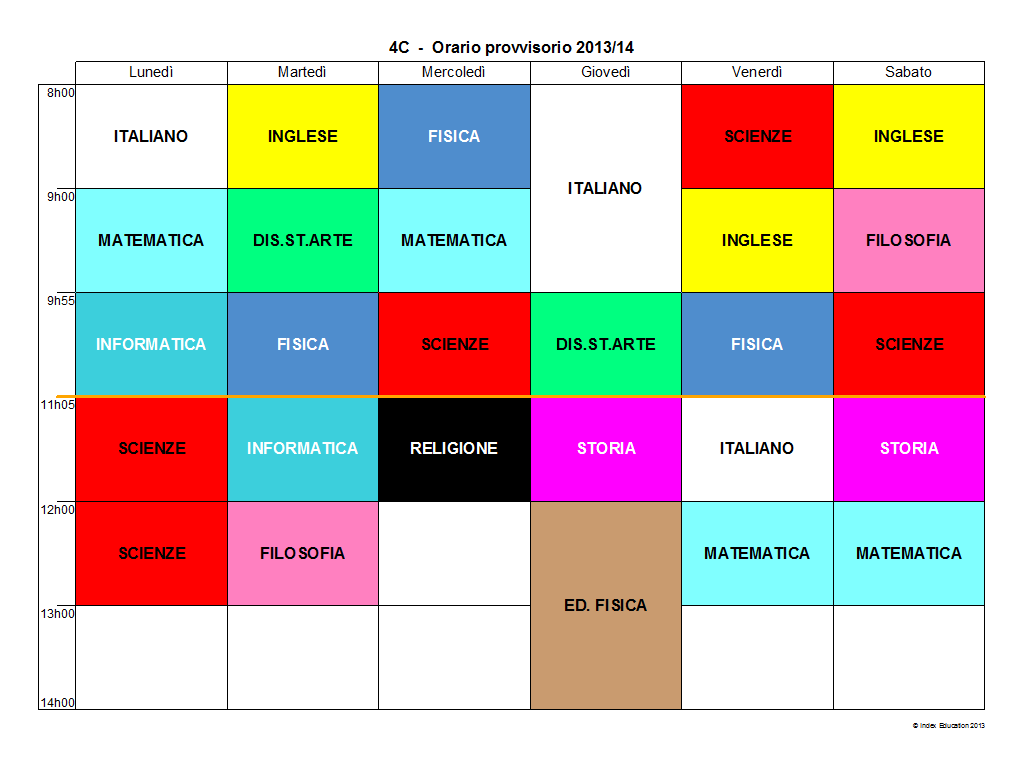 4C - Orario provvisorio 2013/14
Lunedì Martedì Mercoledì Giovedì Venerdì Sabato
8h00
ITALIANO INGLESE FISICA SCIENZE INGLESE
ITALIANO
9h00
MATEMATICA DIS.ST.ARTE MATEMATICA INGLESE FILOSOFIA
9h55
INFORMATICA FISICA SCIENZE DIS.ST.ARTE FISICA SCIENZE
11h05
SCIENZE INFORMATICA RELIGIONE STORIA ITALIANO STORIA
12h00
SCIENZE FILOSOFIA MATEMATICA MATEMATICA
ED. FISICA
13h00
14h00
© Index Education 2013